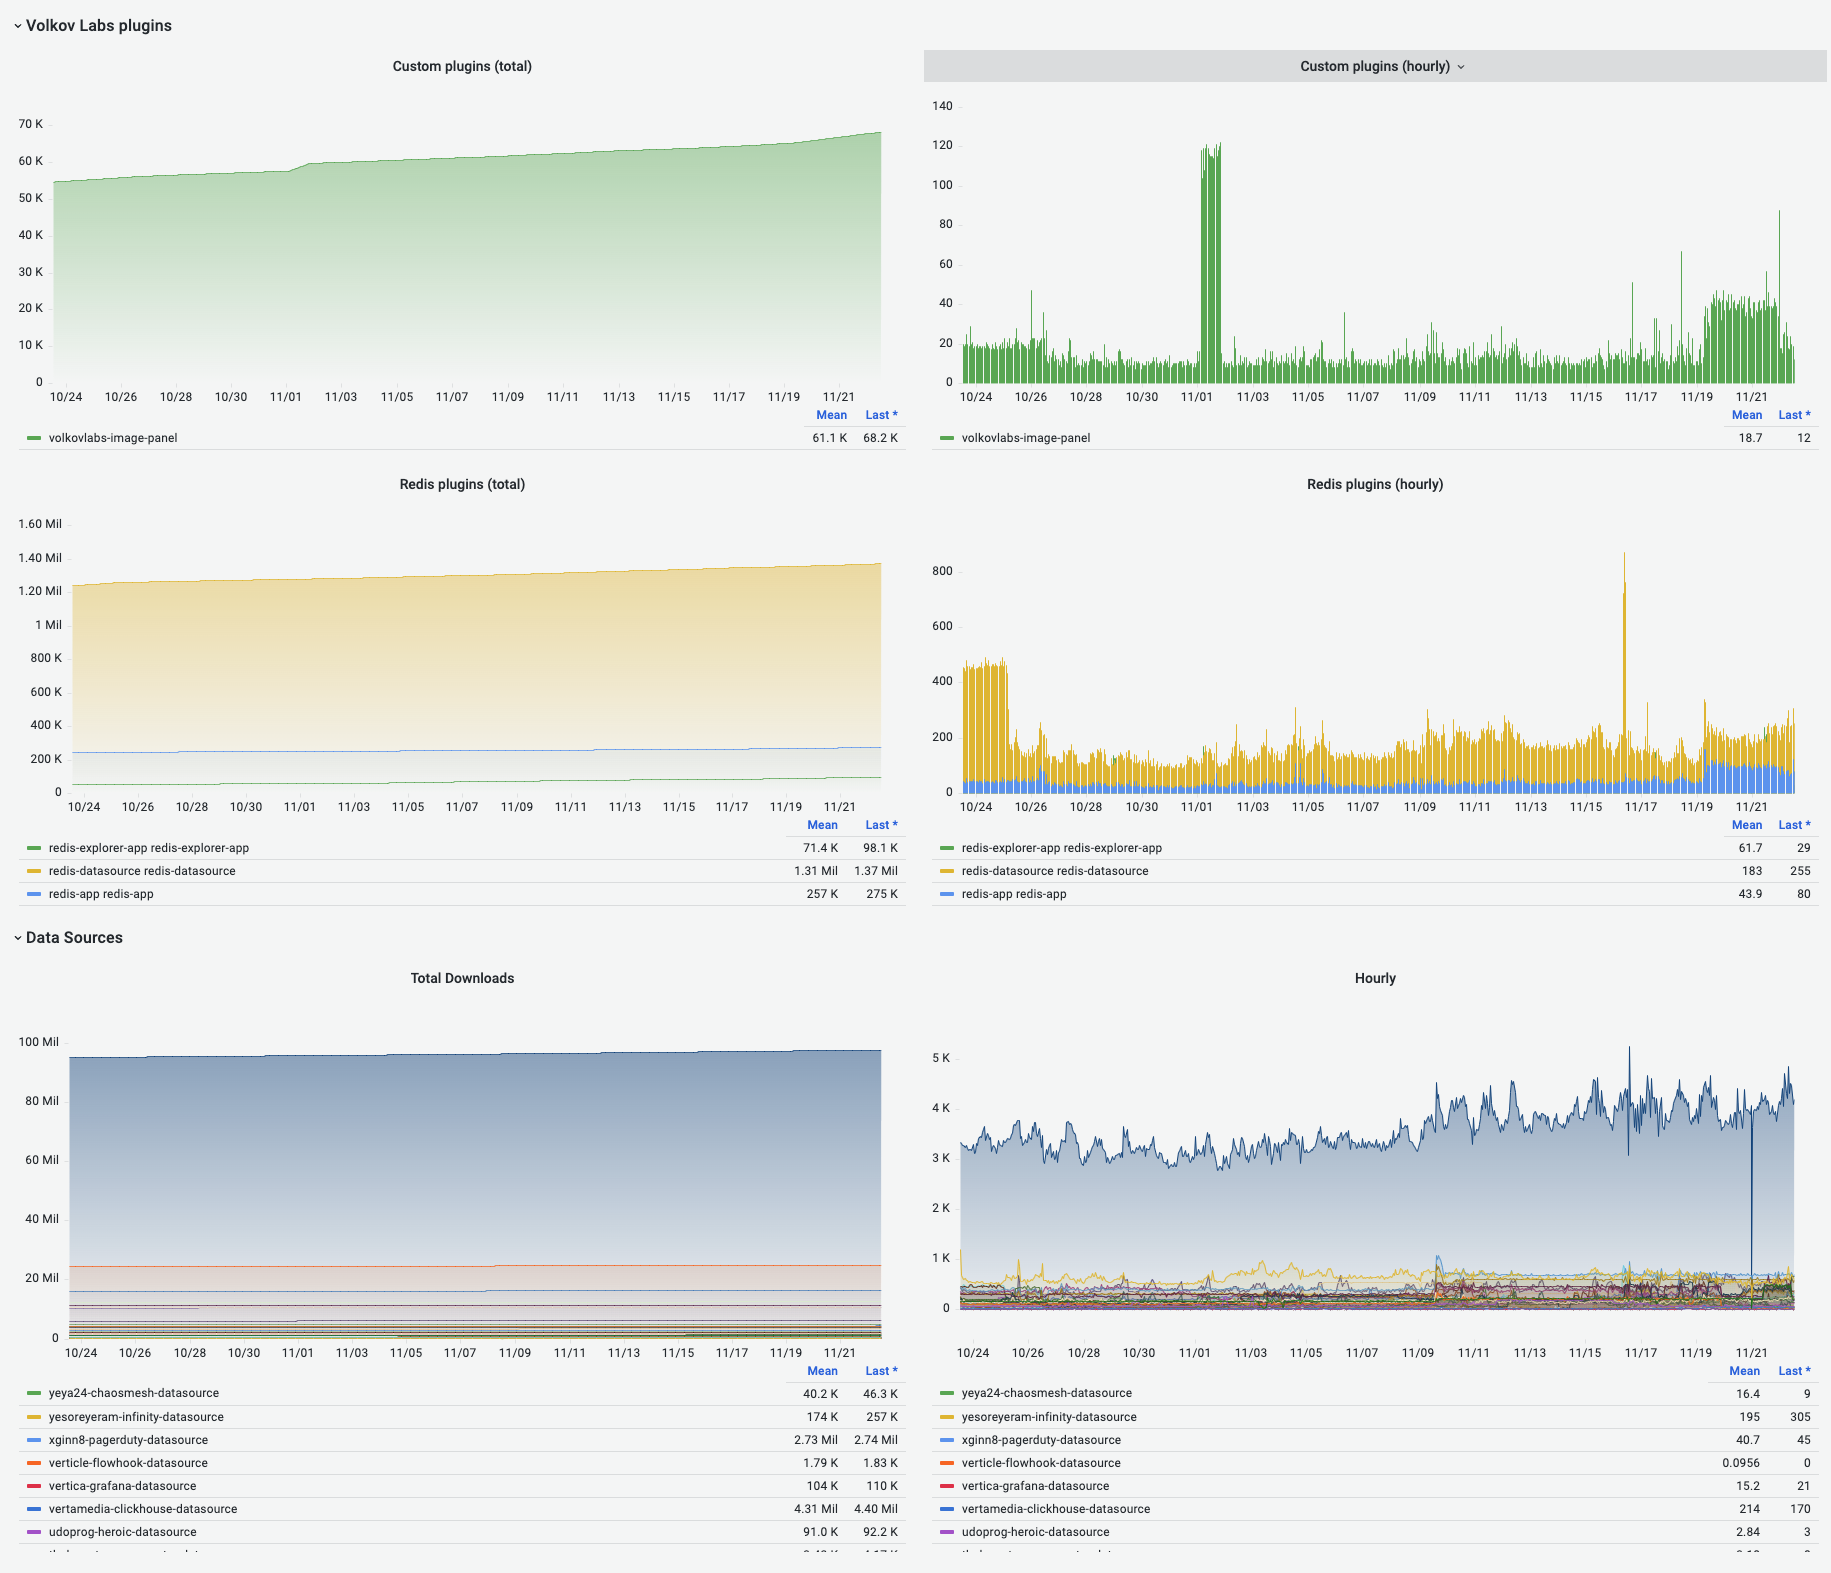 Volkov Labs plugins
Custom plugins (total)
70 K
60 K
50 K
40 K
30 K
20 K
10 K
0
10/24 10/26 10/28 10/30 11/01 11/03 11/05 11/07 11/09 11/11 11/13 11/15 11/17 11/19 11/21
Mean Last *
volkovlabs-image-panel 61.1 K 68.2 K
Custom plugins (hourly)
140
120
100
80
60
40
20
0
10/24 10/26 10/28 10/30 11/01 11/03 11/05 11/07 11/09 11/11 11/13 11/15 11/17 11/19 11/21
Mean Last *
volkovlabs-image-panel 18.7 12
Redis plugins (total)
1.60 Mil
1.40 Mil
1.20 Mil
1 Mil
800 K
600 K
400 K
200 K
0
10/24 10/26 10/28 10/30 11/01 11/03 11/05 11/07 11/09 11/11 11/13 11/15 11/17 11/19 11/21
Mean Last *
redis-explorer-app redis-explorer-app 71.4 K 98.1 K
redis-datasource redis-datasource 1.31 Mil 1.37 Mil
redis-app redis-app 257 K 275 K
Redis plugins (hourly)
800
600
400
200
0
10/24 10/26 10/28 10/30 11/01 11/03 11/05 11/07 11/09 11/11 11/13 11/15 11/17 11/19 11/21
Mean Last *
redis-explorer-app redis-explorer-app 61.7 29
redis-datasource redis-datasource 183 255
redis-app redis-app 43.9 80
Data Sources
Total Downloads
100 Mil
80 Mil
60 Mil
40 Mil
20 Mil
0
10/24 10/26 10/28 10/30 11/01 11/03 11/05 11/07 11/09 11/11 11/13 11/15 11/17 11/19 11/21
Mean Last *
yeya24-chaosmesh-datasource 40.2 K 46.3 K
yesoreyeram-infinity-datasource 174 K 257 K
xginn8-pagerduty-datasource 2.73 Mil 2.74 Mil
verticle-flowhook-datasource 1.79 K 1.83 K
vertica-grafana-datasource 104 K 110 K
vertamedia-clickhouse-datasource 4.31 Mil 4.40 Mil
udoprog-heroic-datasource 91.0 K 92.2 K
Hourly
5 K
4 K
3 K
2 K
1 K
0
10/24 10/26 10/28 10/30 11/01 11/03 11/05 11/07 11/09 11/11 11/13 11/15 11/17 11/19 11/21
Mean Last *
yeya24-chaosmesh-datasource 16.4 9
yesoreyeram-infinity-datasource 195 305
xginn8-pagerduty-datasource 40.7 45
verticle-flowhook-datasource 0.0956 0
vertica-grafana-datasource 15.2 21
vertamedia-clickhouse-datasource 214 170
udoprog-heroic-datasource 2.84 3